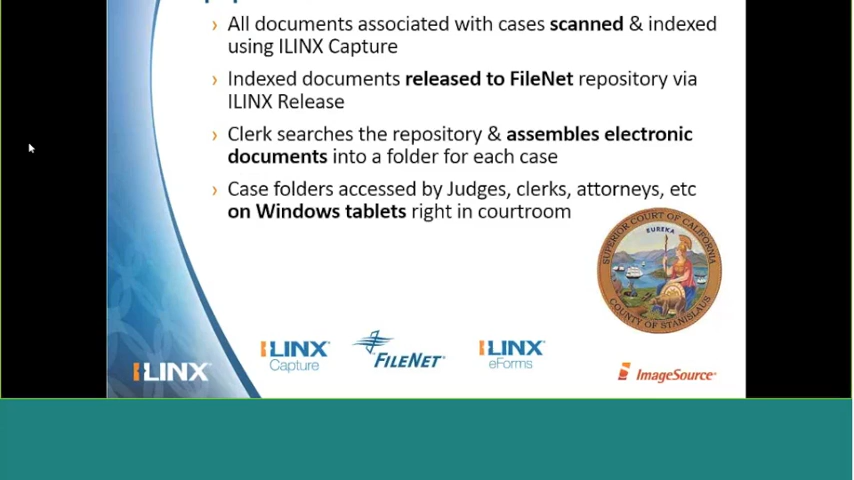 › All documents associated with cases scanned & indexed
using ILINX Capture
› Indexed documents released to FileNet repository via
ILINX Release
› Clerk searches the repository & assembles electronic
documents into a folder for each case
› Case folders accessed by Judges, clerks, attorneys, etc
on Windows tablets right in courtroom
SUPERIOR COURT OF CALIFORNIA
EUREKA
COUNTY OF STANISLAUS
ILINX
ILINX
Capture
FILENET
ILINX
eForms
ImageSource